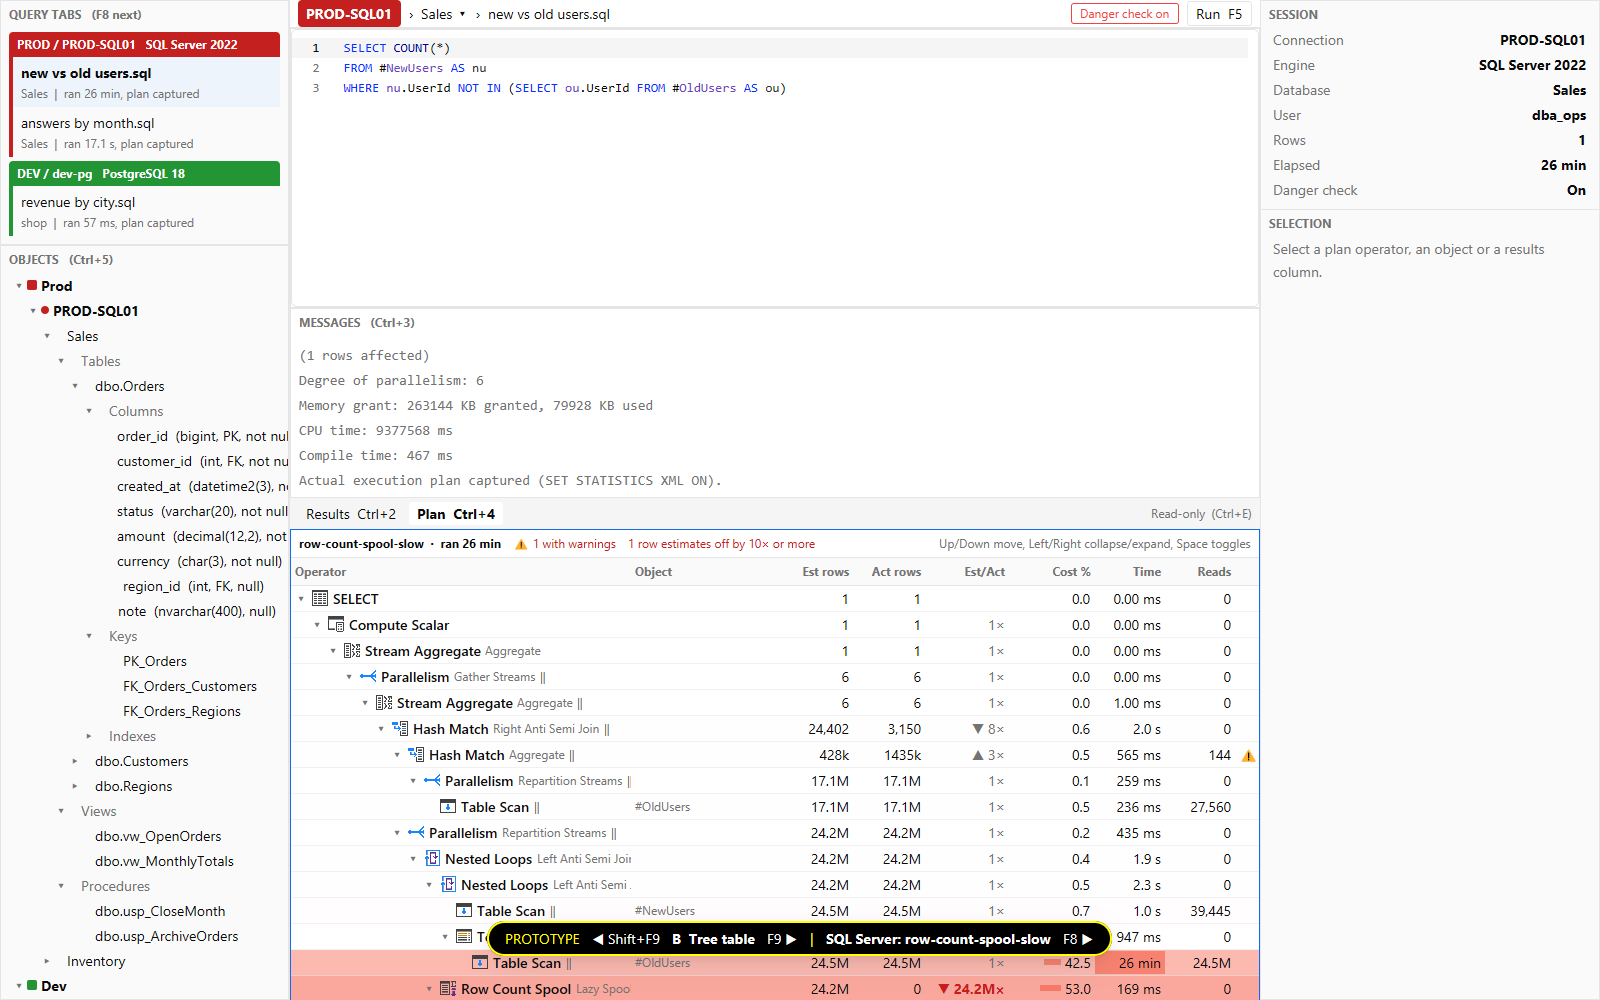 QUERY TABS (F8 next)
PROD / PROD-SQL01 SQL Server 2022
new vs old users.sql
Sales | ran 26 min, plan captured
answers by month.sql
Sales | ran 17.1 s, plan captured
DEV / dev-pg PostgreSQL 18
revenue by city.sql
shop | ran 57 ms, plan captured
OBJECTS (Ctrl+5)
Prod
PROD-SQL01
Sales
Tables
dbo.Orders
Columns
order_id (bigint, PK, not nul
customer_id (int, FK, not nu
created_at (datetime2(3), n
status (varchar(20), not null
amount (decimal(12,2), not
currency (char(3), not null)
region_id (int, FK, null)
note (nvarchar(400), null)
Keys
PK_Orders
FK_Orders_Customers
FK_Orders_Regions
Indexes
dbo.Customers
dbo.Regions
Views
dbo.vw_OpenOrders
dbo.vw_MonthlyTotals
Procedures
dbo.usp_CloseMonth
dbo.usp_ArchiveOrders
Inventory
Dev
PROD-SQL01 › Sales ▾ › new vs old users.sql
Danger check on
Run F5
1 SELECT COUNT(*)
2 FROM #NewUsers AS nu
3 WHERE nu.UserId NOT IN (SELECT ou.UserId FROM #OldUsers AS ou)
MESSAGES (Ctrl+3)
(1 rows affected)
Degree of parallelism: 6
Memory grant: 263144 KB granted, 79928 KB used
CPU time: 9377568 ms
Compile time: 467 ms
Actual execution plan captured (SET STATISTICS XML ON).
Results Ctrl+2 Plan Ctrl+4 Read-only (Ctrl+E)
row-count-spool-slow · ran 26 min 1 with warnings 1 row estimates off by 10× or more Up/Down move, Left/Right collapse/expand, Space toggles
Operator Object Est rows Act rows Est/Act Cost % Time Reads
SELECT 1 1 0.0 0.00 ms 0
Compute Scalar 1 1 1× 0.0 0.00 ms 0
Stream Aggregate Aggregate 1 1 1× 0.0 0.00 ms 0
Parallelism Gather Streams || 6 6 1× 0.0 0.00 ms 0
Stream Aggregate Aggregate || 6 6 1× 0.0 1.00 ms 0
Hash Match Right Anti Semi Join || 24,402 3,150 ▼ 8× 0.6 2.0 s 0
Hash Match Aggregate || 428k 1435k ▲ 3× 0.5 565 ms 144
Parallelism Repartition Streams || 17.1M 17.1M 1× 0.1 259 ms 0
Table Scan || #OldUsers 17.1M 17.1M 1× 0.5 236 ms 27,560
Parallelism Repartition Streams || 24.2M 24.2M 1× 0.2 435 ms 0
Nested Loops Left Anti Semi Join 24.2M 24.2M 1× 0.4 1.9 s 0
Nested Loops Left Anti Semi . 24.2M 24.2M 1× 0.5 2.3 s 0
Table Scan || #NewUsers 24.5M 24.5M 1× 0.7 1.0 s 39,445
947 ms 0
PROTOTYPE ◀ Shift+F9 B Tree table F9 ▶ | SQL Server: row-count-spool-slow F8 ▶
Table Scan || #OldUsers 24.5M 24.5M 1× 42.5 26 min 24.5M
Row Count Spool Lazy Spoo 24.2M 0 ▼ 24.2M× 53.0 169 ms 0
SESSION
Connection PROD-SQL01
Engine SQL Server 2022
Database Sales
User dba_ops
Rows 1
Elapsed 26 min
Danger check On
SELECTION
Select a plan operator, an object or a results
column.